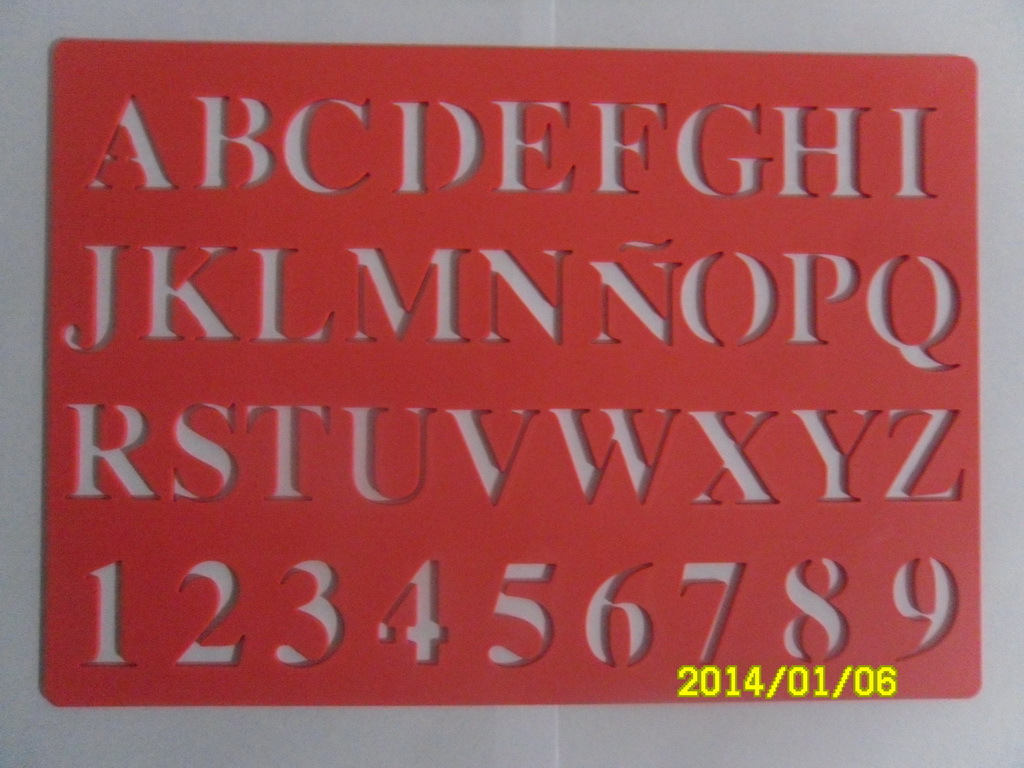 ABCDEFGHI
JKLMNÑOPQ
RSTUVWXYZ
123456789
2014/01/06